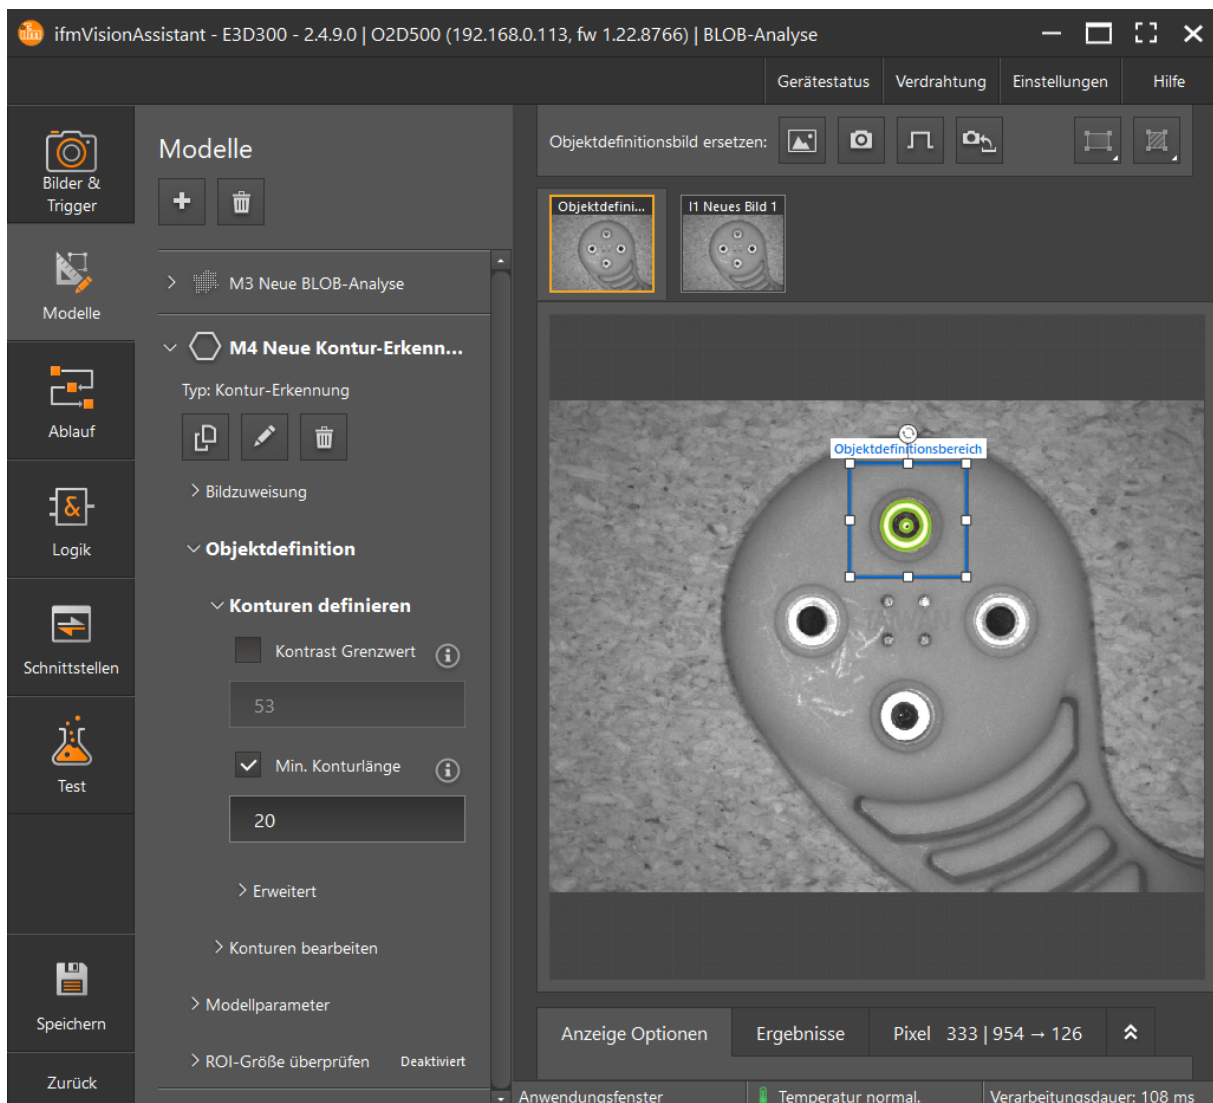 ifm ifmVisionAssistant - E3D300 - 2.4.9.0 | O2D500 (192.168.0.113, fw 1.22.8766) | BLOB-Analyse
Gerätestatus Verdrahtung Einstellungen Hilfe
Bilder &
Trigger
Modelle
Ablauf
&
Logik
Schnittstellen
Test
Speichern
Zurück
Modelle
M3 Neue BLOB-Analyse
M4 Neue Kontur-Erkenn...
Typ: Kontur-Erkennung
Bildzuweisung
Objektdefinition
Konturen definieren
Kontrast Grenzwert
53
Min. Konturlänge
20
Erweitert
Konturen bearbeiten
Modellparameter
ROI-Größe überprüfen Deaktiviert
Objektdefinitionsbild ersetzen:
Objektdefini... I1 Neues Bild 1
Objektdefinitionsbereich
Anzeige Optionen Ergebnisse Pixel 333 | 954 → 126
Anwendungsfenster Temperatur normal. Verarbeitungsdauer: 108 ms